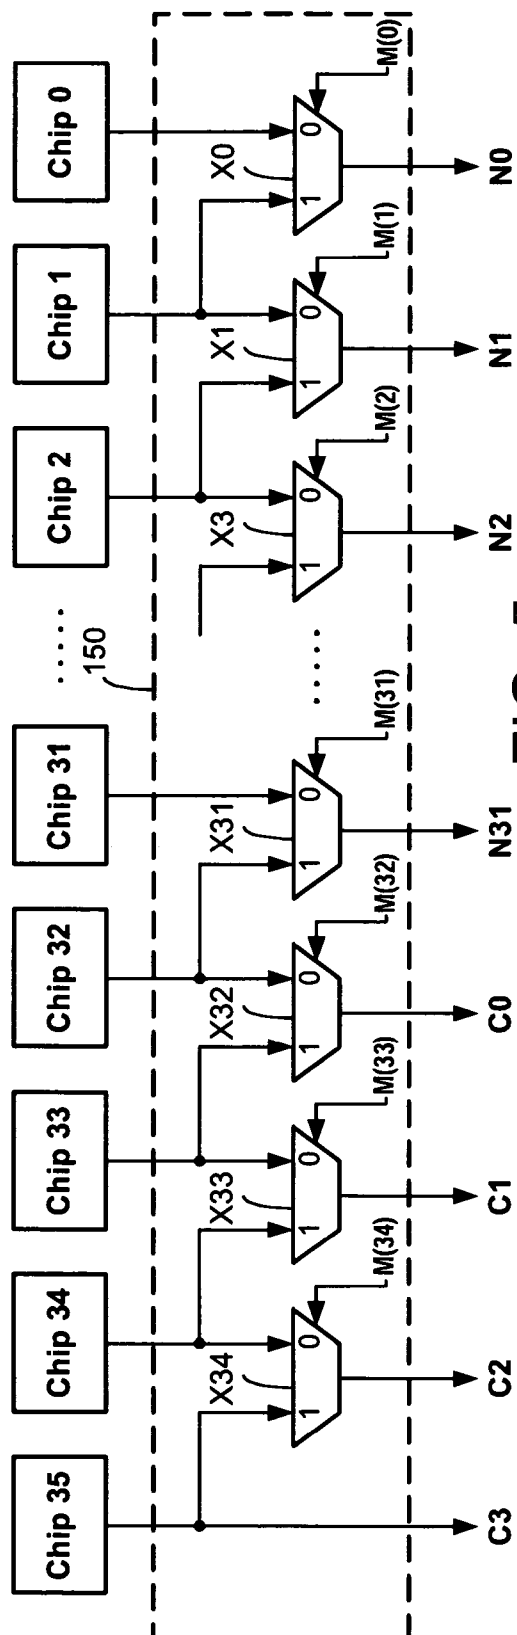 Chip 35
Chip 34
Chip 33
Chip 32
Chip 31
.....
Chip 2
Chip 1
Chip 0
150
X34
X33
X32
X31
X3
X1
X0
1 0
1 0
1 0
1 0
.....
1 0
1 0
1 0
M(34)
M(33)
M(32)
M(31)
M(2)
M(1)
M(0)
C3
C2
C1
C0
N31
N2
N1
N0